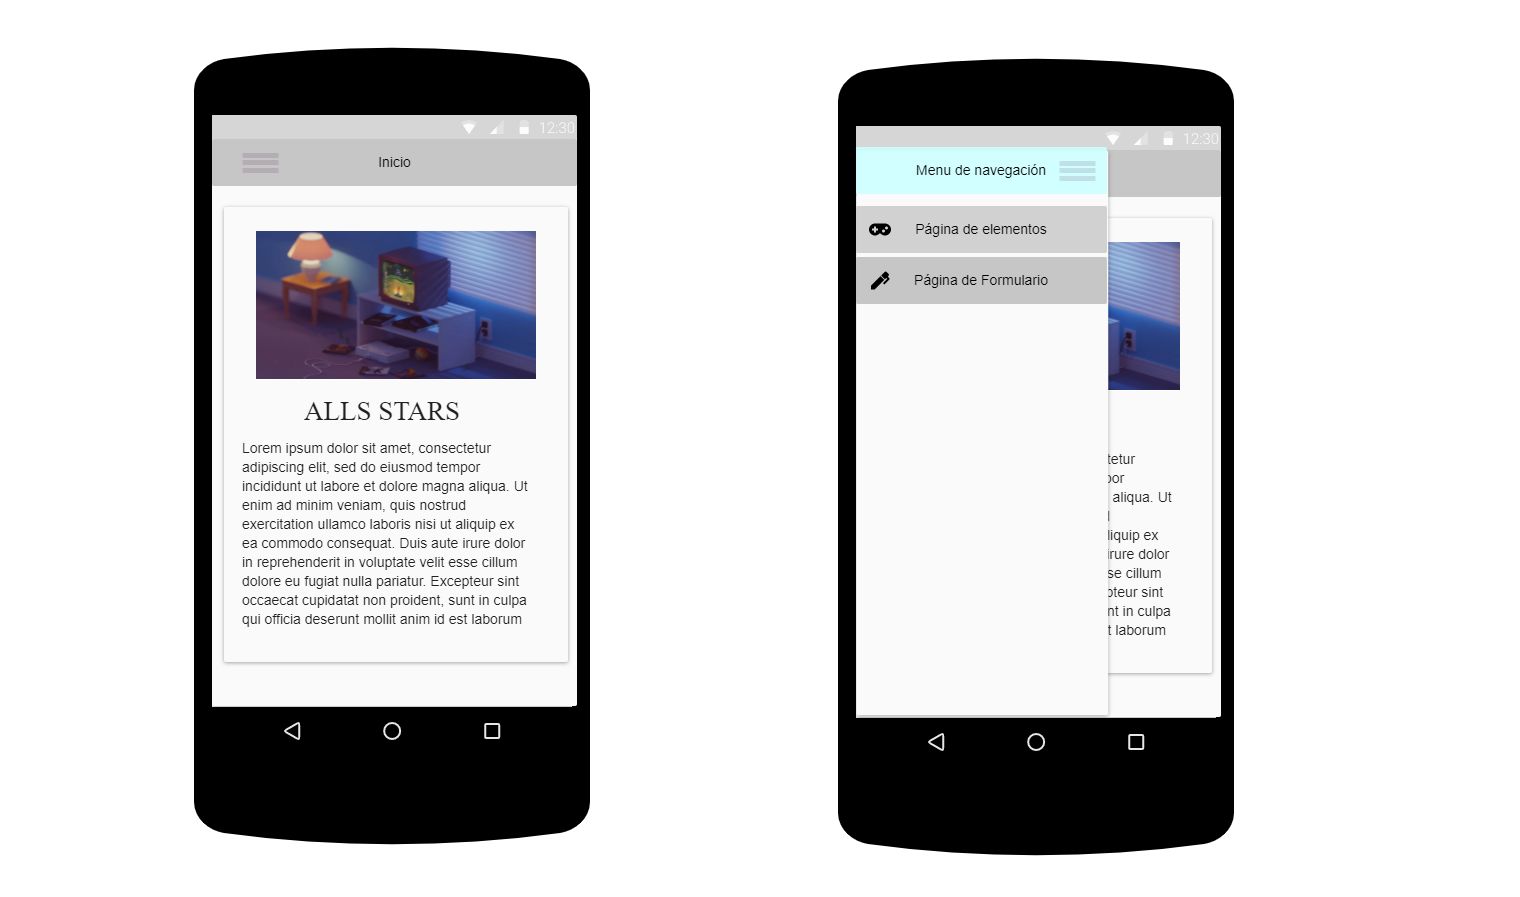 12:30
Inicio
ALLS STARS
Lorem ipsum dolor sit amet, consectetur
adipiscing elit, sed do eiusmod tempor
incididunt ut labore et dolore magna aliqua. Ut
enim ad minim veniam, quis nostrud
exercitation ullamco laboris nisi ut aliquip ex
ea commodo consequat. Duis aute irure dolor
in reprehenderit in voluptate velit esse cillum
dolore eu fugiat nulla pariatur. Excepteur sint
occaecat cupidatat non proident, sunt in culpa
qui officia deserunt mollit anim id est laborum
12:30
Menu de navegación
Página de elementos
Página de Formulario
tetur
por
aliqua. Ut
l
liquip ex
irure dolor
se cillum
pteur sint
nt in culpa
t laborum